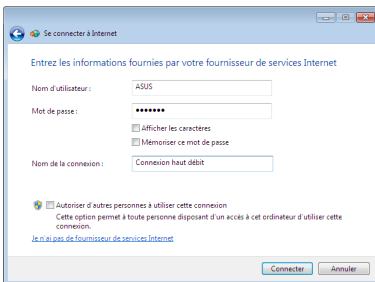 Se connecter à Internet
Entrez les informations fournies par votre fournisseur de services Internet
Nom d'utilisateur :
ASUS
Mot de passe :
•••••••
Afficher les caractères
Mémoriser ce mot de passe
Nom de la connexion :
Connexion haut débit
Autoriser d'autres personnes à utiliser cette connexion
Cette option permet à toute personne disposant d'un accès à cet ordinateur d'utiliser cette
connexion.
Je n'ai pas de fournisseur de services Internet
Connecter
Annuler